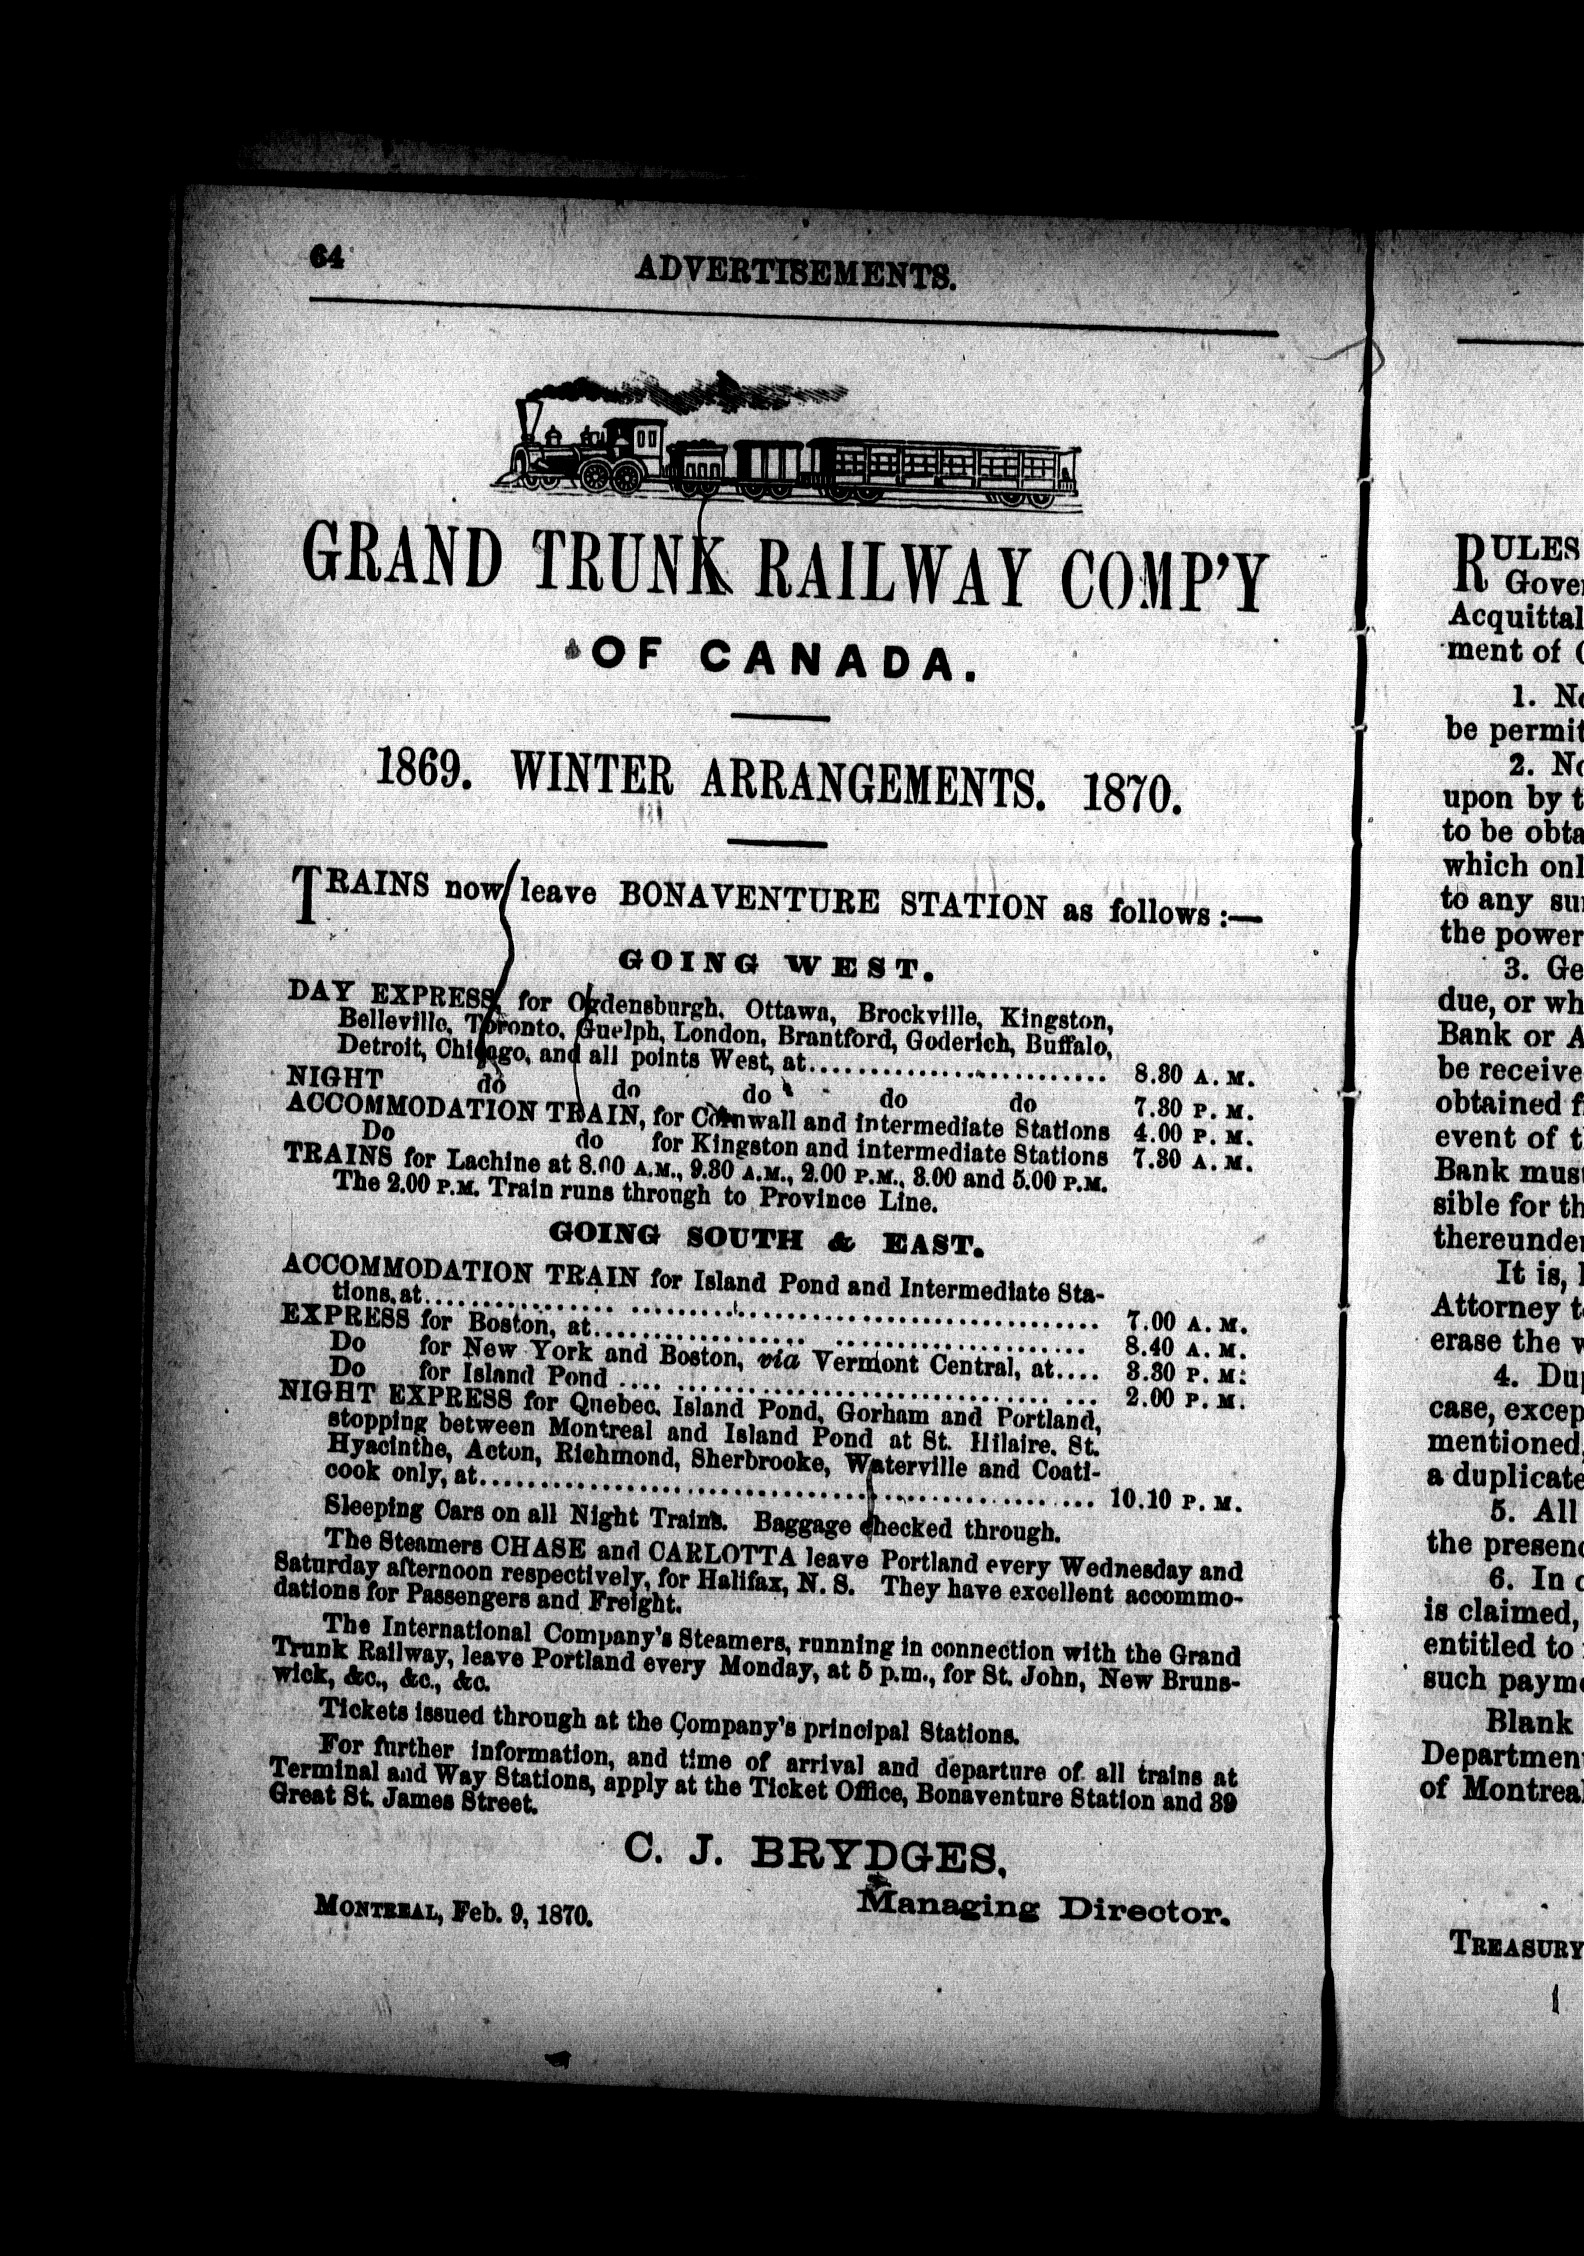 64
ADVERTISEMENTS.
GRAND TRUNK RAILWAY COMP'Y
OF CANADA.
1869. WINTER ARRANGEMENTS. 1870.
TRAINS now leave BONAVENTURE STATION as follows:—
GOING WEST.
DAY EXPRESS, for Ogdensburgh, Ottawa, Brockville, Kingston,
Belleville, Toronto, Guelph, London, Brantford, Goderich, Buffalo,
Detroit, Chicago, and all points West, at........................... 8.30 A. M.
NIGHT do do do do do 7.30 P. M.
ACCOMMODATION TRAIN, for Cornwall and intermediate Stations 4.00 P. M.
Do do for Kingston and intermediate Stations 7.30 A. M.
TRAINS for Lachine at 8.00 A.M., 9.30 A.M., 2.00 P.M., 3.00 and 5.00 P.M.
The 2.00 P.M. Train runs through to Province Line.
GOING SOUTH & EAST.
ACCOMMODATION TRAIN for Island Pond and Intermediate Sta-
tions, at........................................................ 7.00 A. M.
EXPRESS for Boston, at........................................ 8.40 A. M.
Do for New York and Boston, via Vermont Central, at.... 3.30 P. M.
Do for Island Pond ........................................ 2.00 P. M.
NIGHT EXPRESS for Quebec, Island Pond, Gorham and Portland,
stopping between Montreal and Island Pond at St. Hilaire, St.
Hyacinthe, Acton, Richmond, Sherbrooke, Waterville and Coati-
cook only, at.................................................... 10.10 P. M.
Sleeping Cars on all Night Trains. Baggage checked through.
The Steamers CHASE and CARLOTTA leave Portland every Wednesday and
Saturday afternoon respectively, for Halifax, N. S. They have excellent accommo-
dations for Passengers and Freight.
The International Company's Steamers, running in connection with the Grand
Trunk Railway, leave Portland every Monday, at 5 p.m., for St. John, New Bruns-
wick, &c., &c., &c.
Tickets issued through at the Company's principal Stations.
For further information, and time of arrival and departure of all trains at
Terminal and Way Stations, apply at the Ticket Office, Bonaventure Station and 39
Great St. James Street.
C. J. BRYDGES,
Managing Director.
MONTREAL, Feb. 9, 1870.
RULES
Gove
Acquittal
ment of
1. No
be permit
2. No
upon by t
to be obta
which onl
to any su
the power
3. Ge
due, or wh
Bank or A
be receive
obtained f
event of t
Bank mus
sible for th
thereunde
It is,
Attorney t
erase the w
4. Dup
case, excep
mentioned,
a duplicate
5. All
the presenc
6. In
is claimed,
entitled to
such payme
Blank
Departmen
of Montreal
TREASURY